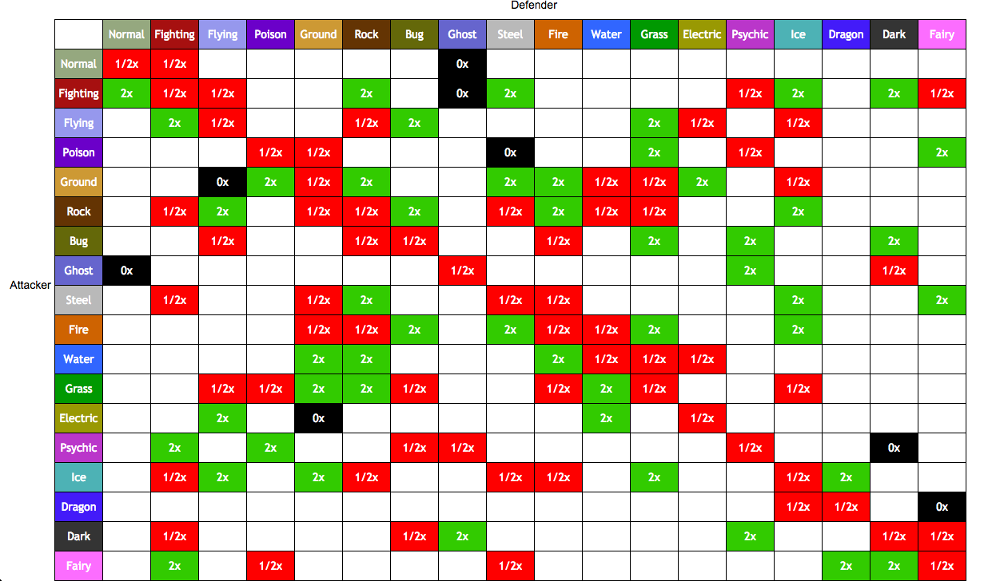 Defender
Normal Fighting Flying Poison Ground Rock Bug Ghost Steel Fire Water Grass Electric Psychic Ice Dragon Dark Fairy
Normal 1/2x 1/2x 0x
Fighting 2x 1/2x 1/2x 2x 0x 2x 1/2x 2x 2x 1/2x
Flying 2x 1/2x 1/2x 2x 2x 1/2x 1/2x
Poison 1/2x 1/2x 0x 2x 1/2x 2x
Ground 0x 2x 1/2x 2x 2x 2x 1/2x 1/2x 2x 1/2x
Rock 1/2x 2x 1/2x 1/2x 2x 1/2x 2x 1/2x 1/2x 2x
Bug 1/2x 1/2x 1/2x 1/2x 2x 2x 2x
Ghost 0x 1/2x 2x 1/2x
Attacker
Steel 1/2x 1/2x 2x 1/2x 1/2x 2x 2x
Fire 1/2x 1/2x 2x 2x 1/2x 1/2x 2x 2x
Water 2x 2x 2x 1/2x 1/2x 1/2x
Grass 1/2x 1/2x 2x 2x 1/2x 1/2x 2x 1/2x 1/2x
Electric 2x 0x 2x 1/2x
Psychic 2x 2x 1/2x 1/2x 1/2x 0x
Ice 1/2x 2x 2x 1/2x 1/2x 1/2x 2x 1/2x 2x
Dragon 1/2x 1/2x 0x
Dark 1/2x 1/2x 2x 2x 1/2x 1/2x
Fairy 2x 1/2x 1/2x 2x 2x 1/2x